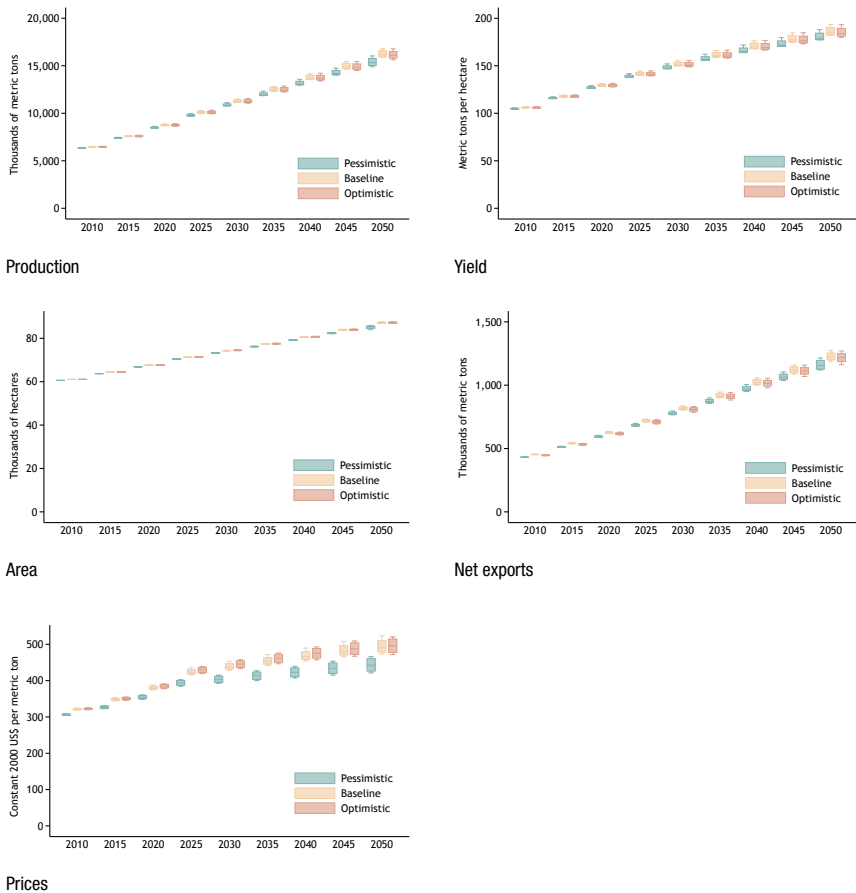 20,000
15,000
10,000
5,000
0
Thousands of metric tons
Pessimistic
Baseline
Optimistic
2010 2015 2020 2025 2030 2035 2040 2045 2050
Production
200
150
100
50
0
Metric tons per hectare
Pessimistic
Baseline
Optimistic
2010 2015 2020 2025 2030 2035 2040 2045 2050
Yield
80
60
40
20
0
Thousands of hectares
Pessimistic
Baseline
Optimistic
2010 2015 2020 2025 2030 2035 2040 2045 2050
Area
1,500
1,000
500
0
Thousands of metric tons
Pessimistic
Baseline
Optimistic
2010 2015 2020 2025 2030 2035 2040 2045 2050
Net exports
500
400
300
200
100
0
Constant 2000 US$ per metric ton
Pessimistic
Baseline
Optimistic
2010 2015 2020 2025 2030 2035 2040 2045 2050
Prices